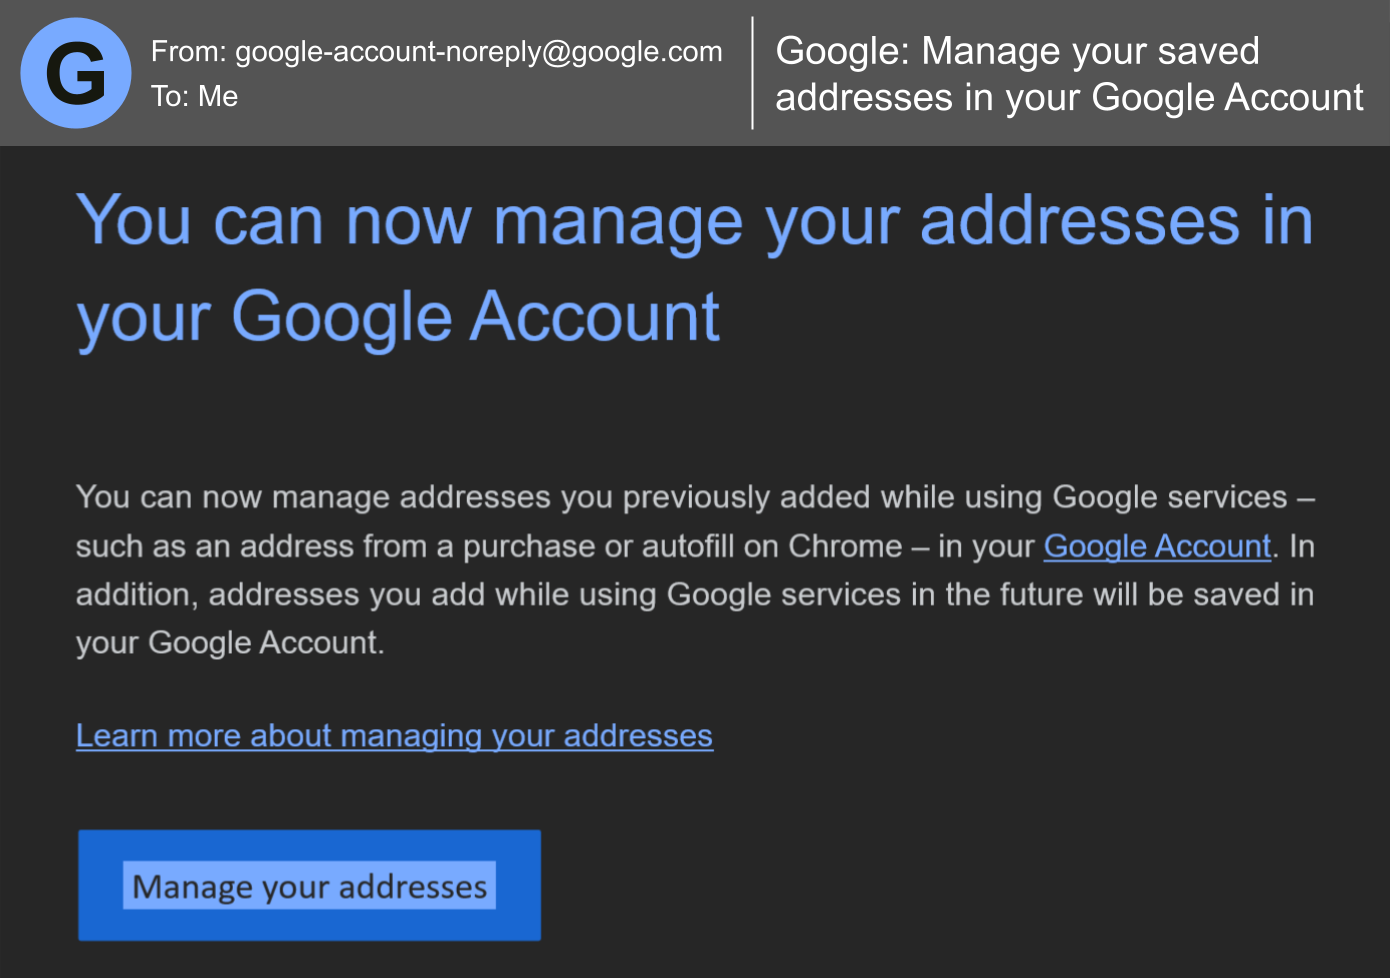 G
From: google-account-noreply@google.com
To: Me
Google: Manage your saved
addresses in your Google Account
You can now manage your addresses in
your Google Account
You can now manage addresses you previously added while using Google services –
such as an address from a purchase or autofill on Chrome – in your Google Account. In
addition, addresses you add while using Google services in the future will be saved in
your Google Account.
Learn more about managing your addresses
Manage your addresses